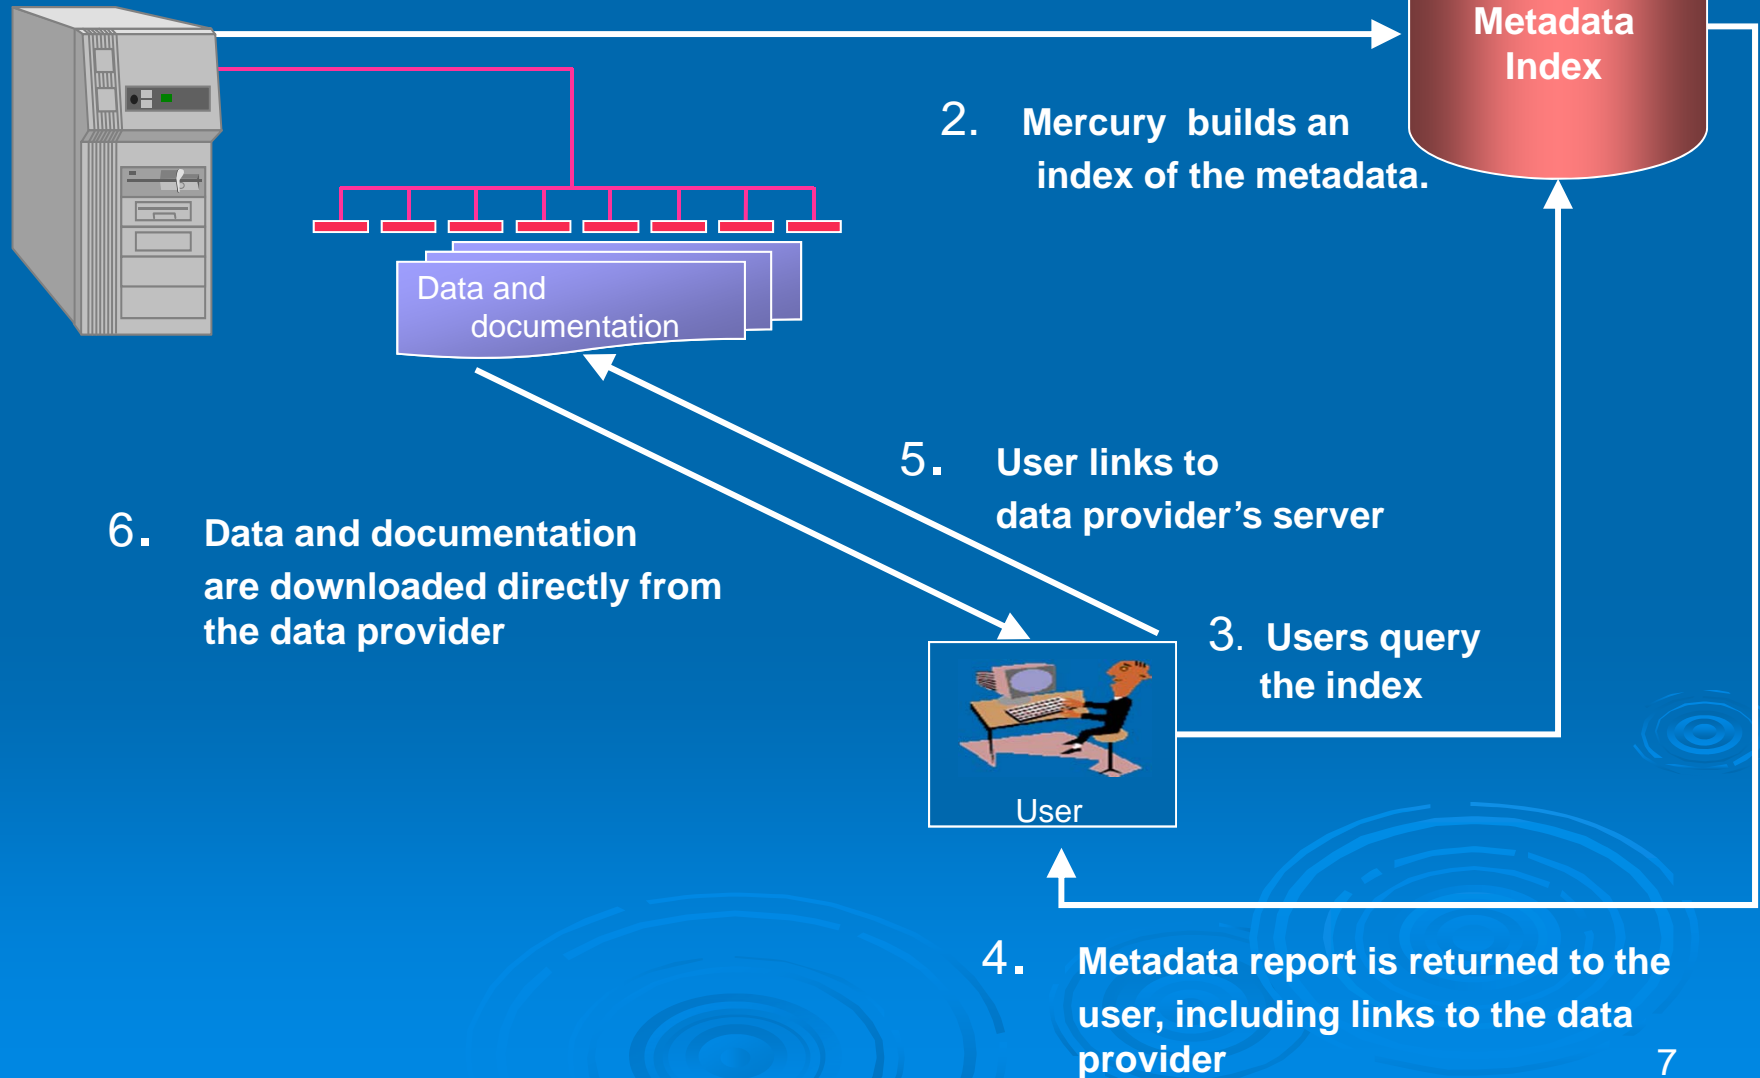 Metadata
Index
2. Mercury builds an
index of the metadata.
Data and
documentation
5. User links to
data provider’s server
6. Data and documentation
are downloaded directly from
the data provider
3. Users query
the index
User
4. Metadata report is returned to the
user, including links to the data
provider
7